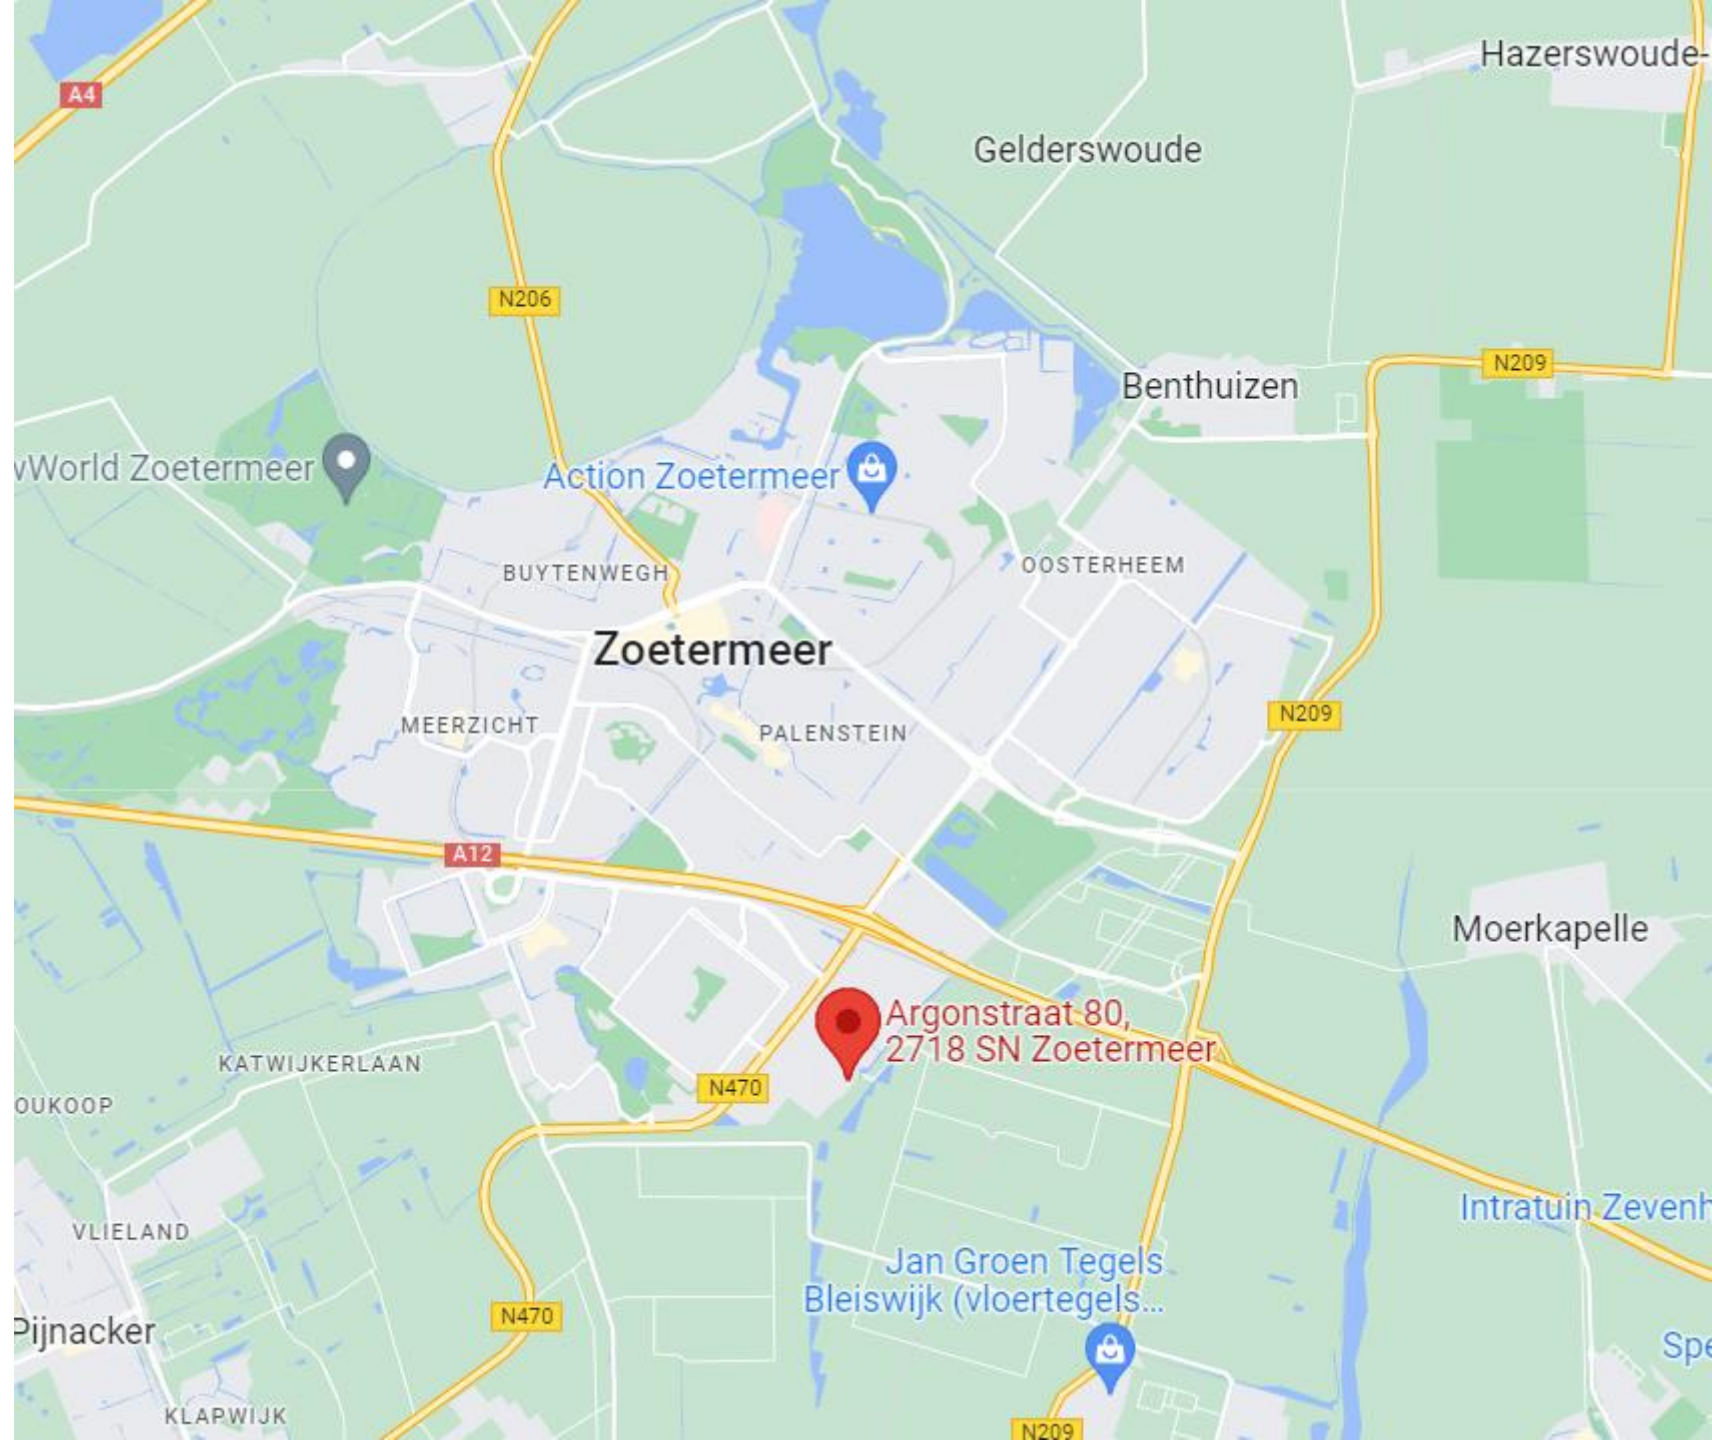 Hazerswoude-
A4
Gelderswoude
N206
N209
Benthuizen
vWorld Zoetermeer
Action Zoetermeer
BUYTENWEGH
OOSTERHEEM
Zoetermeer
N209
MEERZICHT
PALENSTEIN
A12
Moerkapelle
Argonstraat 80,
2718 SN Zoetermeer
KATWIJKERLAAN
N470
OUKOOP
Intratuin Zevenh
VLIELAND
Jan Groen Tegels
Bleiswijk (vloertegels...
N470
Pijnacker
Spe
KLAPWIJK
N209